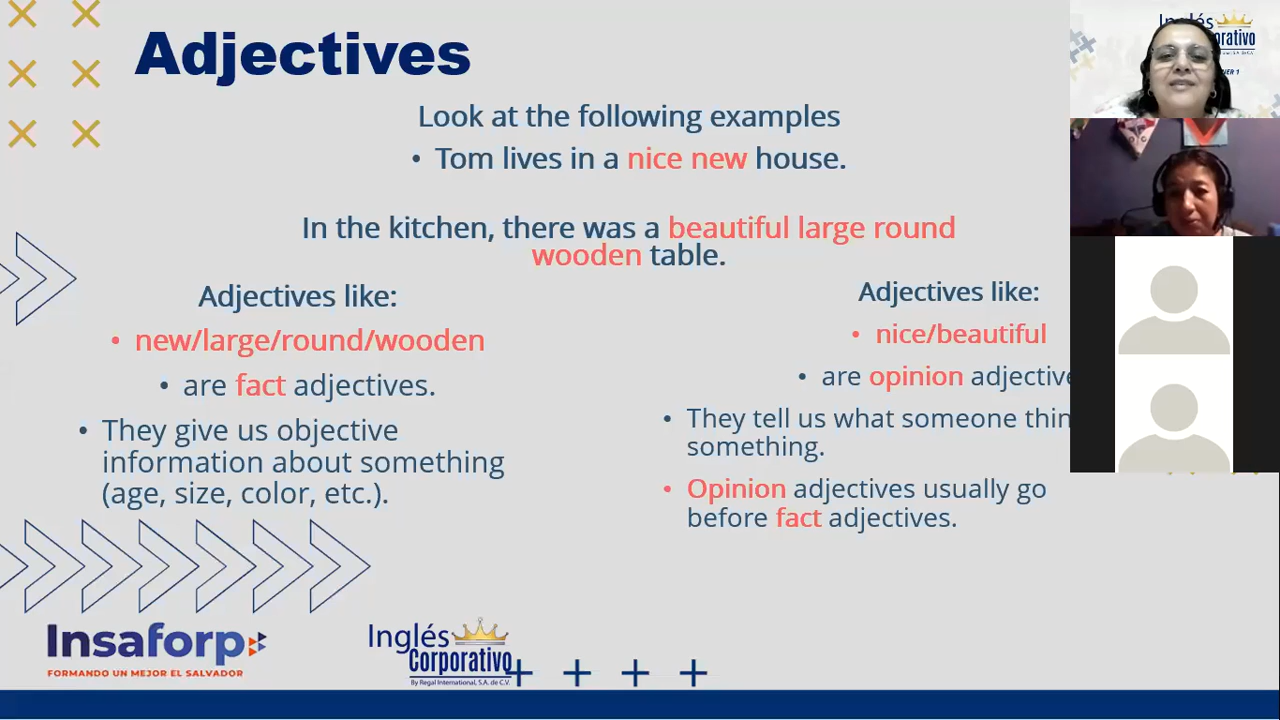 Adjectives
Look at the following examples
• Tom lives in a nice new house.
In the kitchen, there was a beautiful large round
wooden table.
Adjectives like:
• new/large/round/wooden
• are fact adjectives.
• They give us objective
information about something
(age, size, color, etc.).
Adjectives like:
• nice/beautiful
• are opinion
• They tell us what someone
something.
• Opinion adjectives usually go
before fact adjectives.
Insaforp
FORMANDO UN MEJOR EL SALVADOR
Inglés
Corporativo
By Regal International, S.A. de C.V.
Inglés